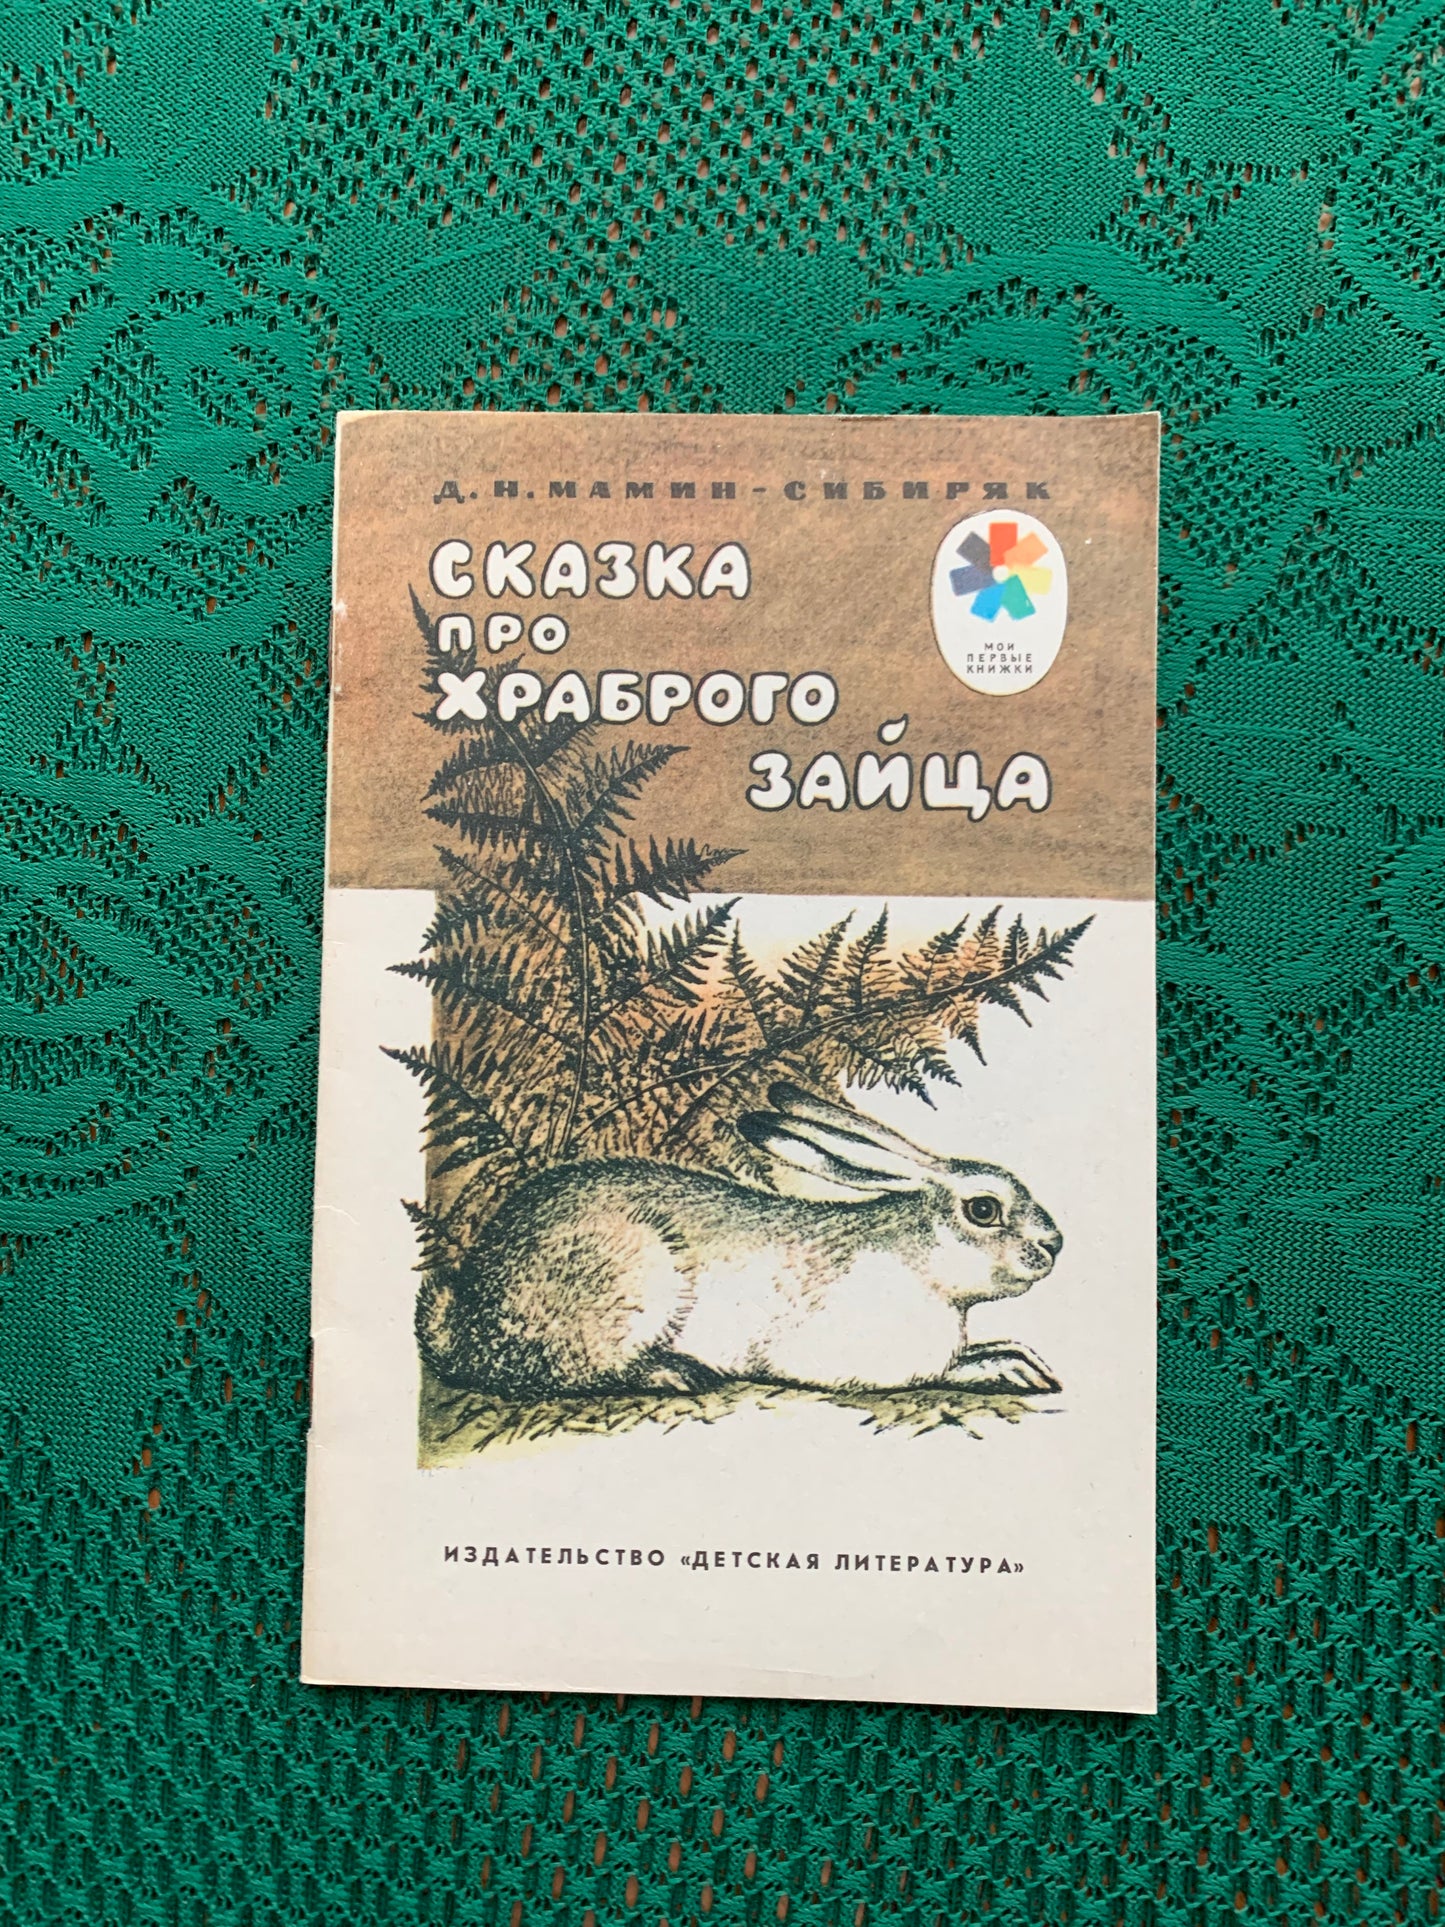 Д. Н. МАМИН-СИБИРЯК
СКАЗКА
ПРО
ХРАБРОГО
ЗАЙЦА
МОИ
ПЕРВЫЕ
КНИЖКИ
ИЗДАТЕЛЬСТВО «ДЕТСКАЯ ЛИТЕРАТУРА»